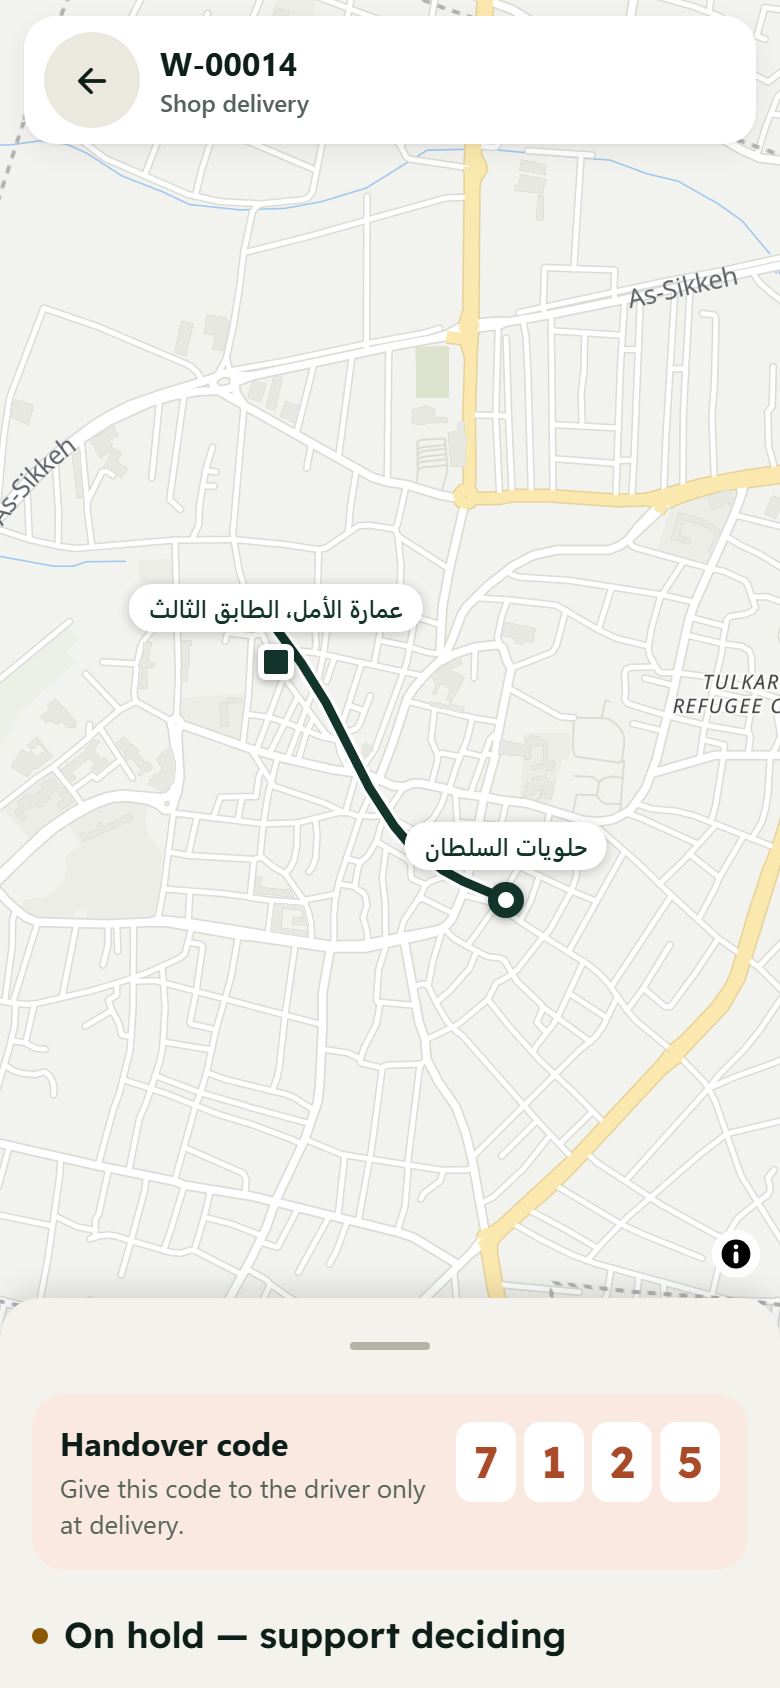 W-00014
Shop delivery
As-Sikkeh
As-Sikkeh
عمارة الأمل، الطابق الثالث
TULKAR
REFUGEE C
حلويات السلطان
Handover code
7 1 2 5
Give this code to the driver only
at delivery.
On hold — support deciding